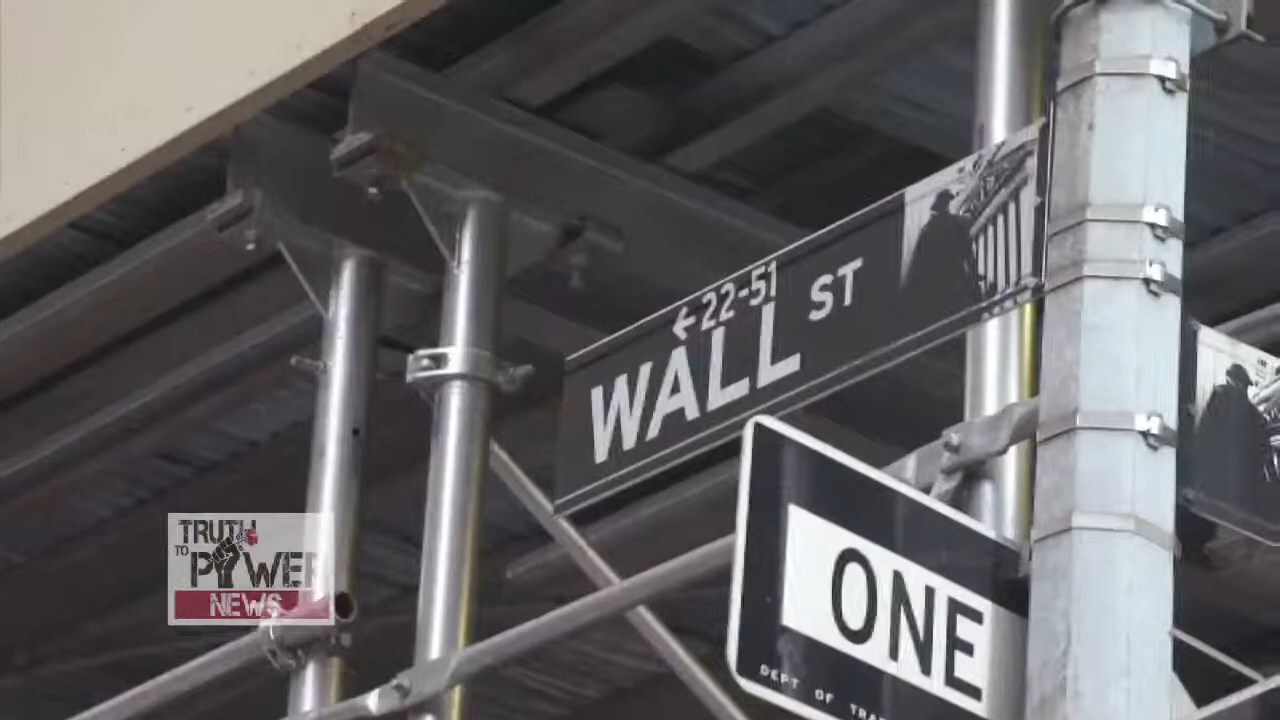 ←22-51
WALL ST
ONE
DEPT OF
TRUTH
TO POWER
NEWS